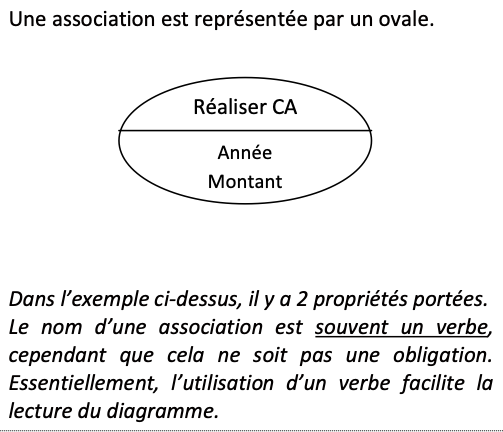 Une association est représentée par un ovale.
Réaliser CA
Année
Montant
Dans l’exemple ci-dessus, il y a 2 propriétés portées.
Le nom d’une association est souvent un verbe,
cependant que cela ne soit pas une obligation.
Essentiellement, l’utilisation d’un verbe facilite la
lecture du diagramme.